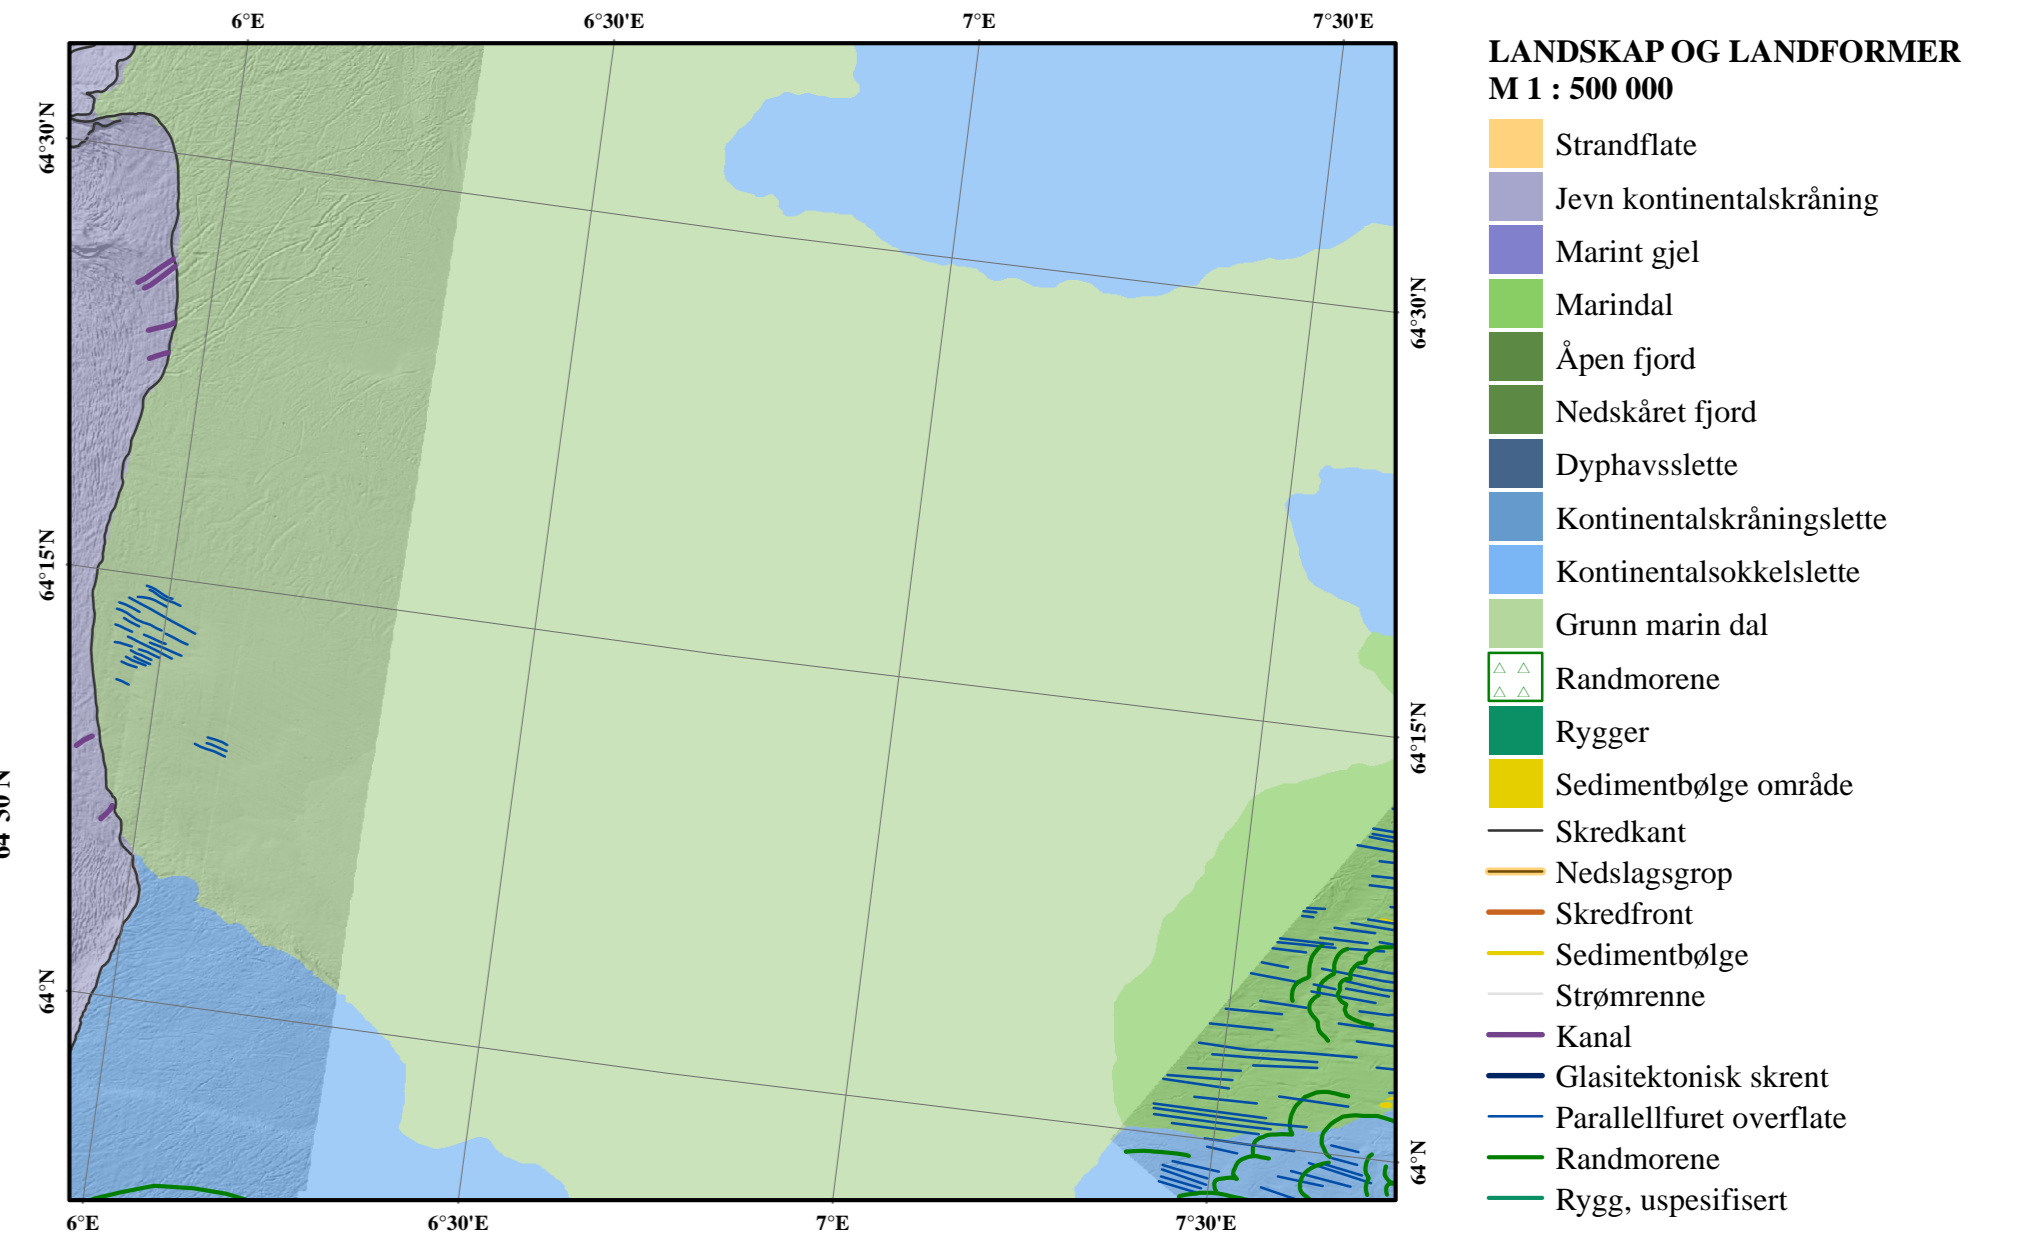 6°E
6°30'E
7°E
7°30'E
64°30'N
64°15'N
64°N
64°30'N
64°15'N
64°N
6°E
6°30'E
7°E
7°30'E
LANDSKAP OG LANDFORMER
M 1 : 500 000
Strandflate
Jevn kontinentalskråning
Marint gjel
Marindal
Åpen fjord
Nedskåret fjord
Dyphavsslette
Kontinentalskråningslette
Kontinentalsokkelslette
Grunn marin dal
Randmorene
Rygger
Sedimentbølge område
Skredkant
Nedslagsgrop
Skredfront
Sedimentbølge
Strømrenne
Kanal
Glasitektonisk skrent
Parallellfuret overflate
Randmorene
Rygg, uspesifisert